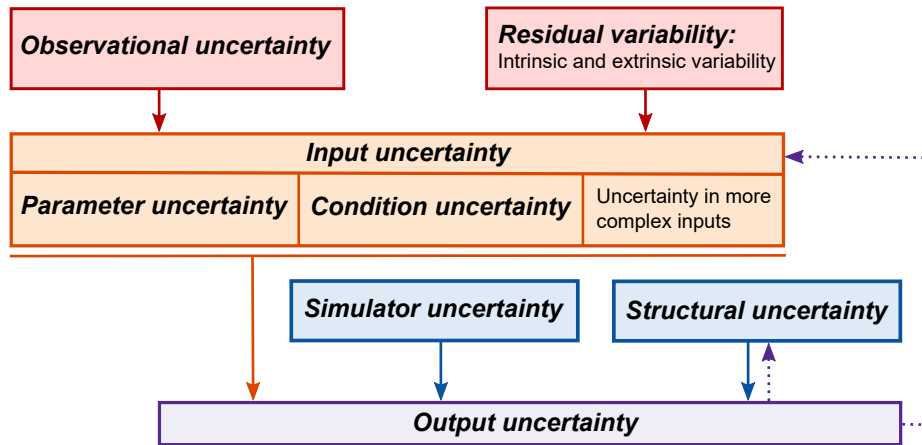 Observational uncertainty
Residual variability:
Intrinsic and extrinsic variability
Input uncertainty
Parameter uncertainty
Condition uncertainty
Uncertainty in more
complex inputs
Simulator uncertainty
Structural uncertainty
Output uncertainty